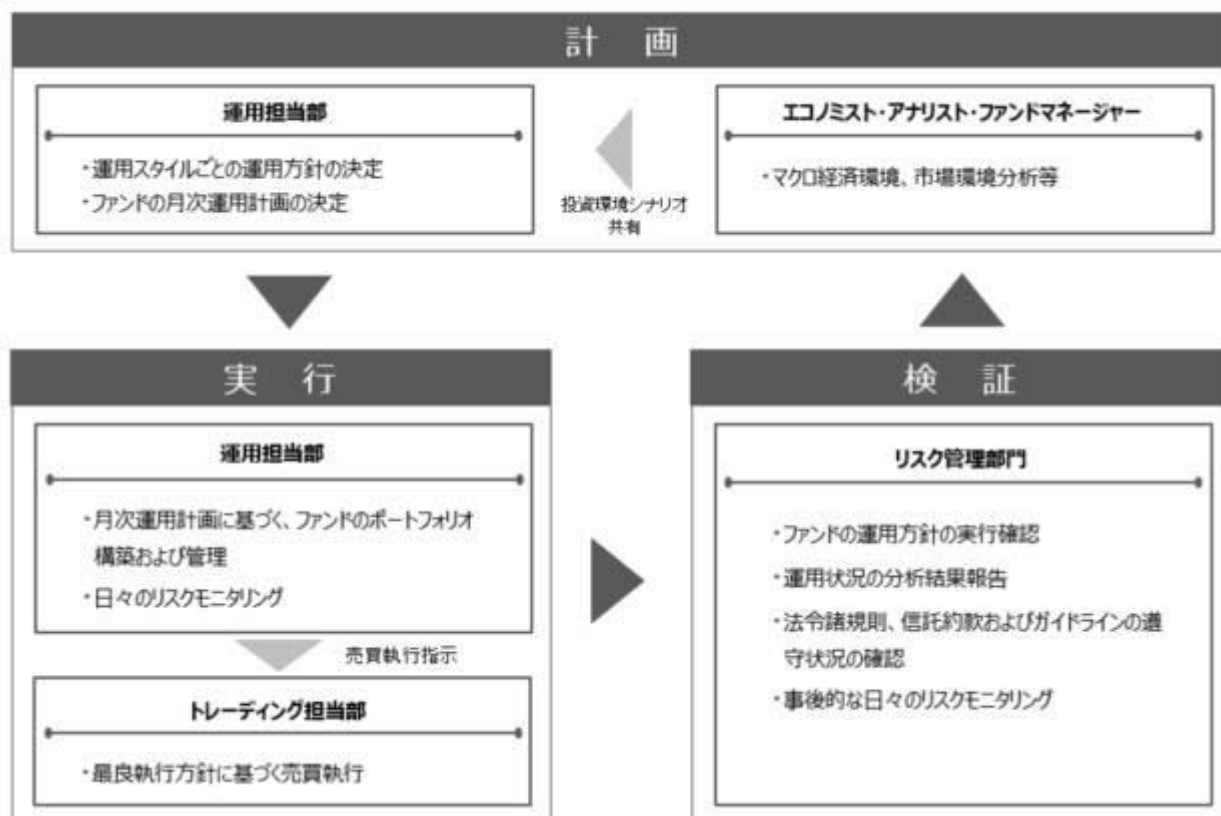 計 画
運用担当部
・運用スタイルごとの運用方針の決定
・ファンドの月次運用計画の決定
投資環境シナリオ
共有
エコノミスト・アナリスト・ファンドマネージャー
・マクロ経済環境、市場環境分析等
実 行
運用担当部
・月次運用計画に基づく、ファンドのポートフォリオ
構築および管理
・日々のリスクモニタリング
売買執行指示
トレーディング担当部
・最良執行方針に基づく売買執行
検 証
リスク管理部門
・ファンドの運用方針の実行確認
・運用状況の分析結果報告
・法令諸規則、信託約款およびガイドラインの遵
守状況の確認
・事後的な日々のリスクモニタリング